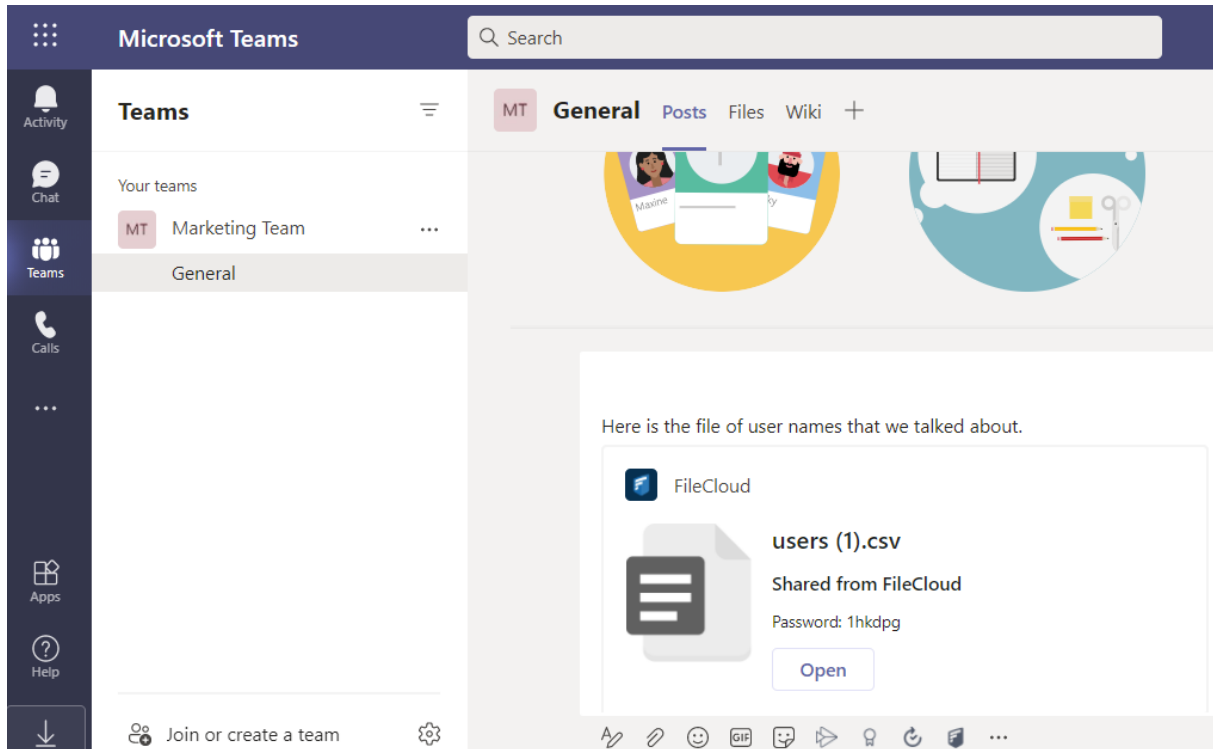 Microsoft Teams
Search
Activity
Chat
Teams
Calls
Apps
Help
Teams
Your teams
MT Marketing Team
General
Join or create a team
MT General Posts Files Wiki
Maxine
ky
Here is the file of user names that we talked about.
FileCloud
users (1).csv
Shared from FileCloud
Password: 1hkdpg
Open
GIF